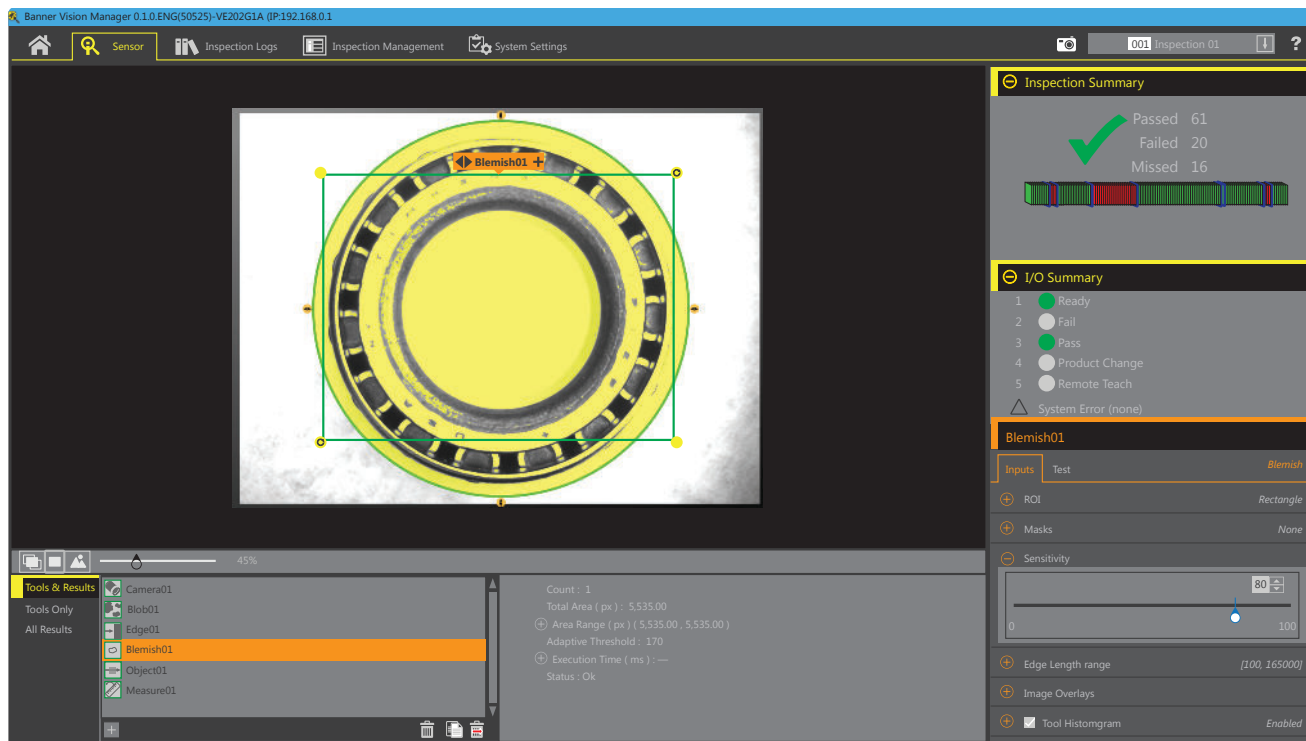 Banner Vision Manager 0.1.0.ENG(50525)-VE202G1A (IP:192.168.0.1
Sensor
Inspection Logs
Inspection Management
System Settings
001 Inspection 01
?
Blemish01
Inspection Summary
Passed 61
Failed 20
Missed 16
I/O Summary
1 Ready
2 Fail
3 Pass
4 Product Change
5 Remote Teach
System Error (none)
Blemish01
Inputs
Test
Blemish
ROI Rectangle
Masks None
Sensitivity
80
0 100
Edge Length range [100, 165000]
Image Overlays
Tool Histomgram Enabled
45%
Tools & Results
Tools Only
All Results
Camera01
Blob01
Edge01
Blemish01
Object01
Measure01
Count : 1
Total Area ( px ) : 5,535.00
Area Range ( px ) ( 5,535.00 , 5,535.00 )
Adaptive Threshold : 170
Execution Time ( ms ) : ---
Status : Ok